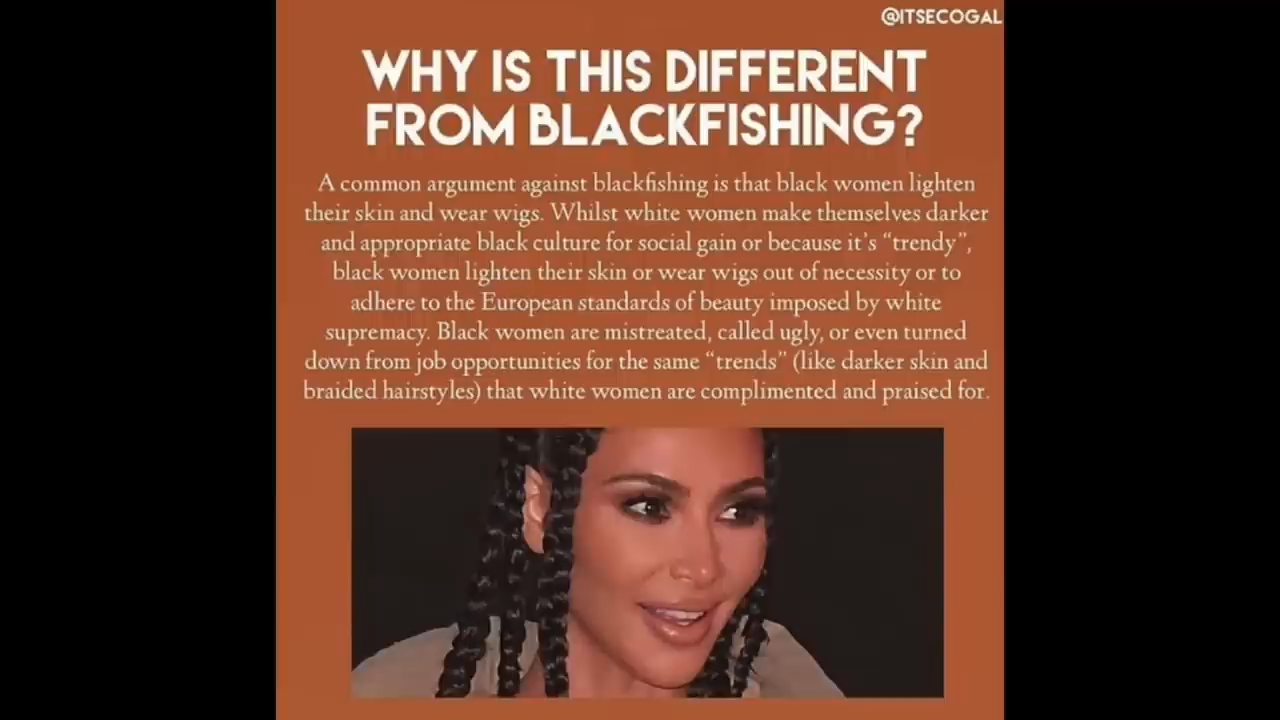 @ITSECOGAL
WHY IS THIS DIFFERENT
FROM BLACKFISHING?
A common argument against blackfishing is that black women lighten
their skin and wear wigs. Whilst white women make themselves darker
and appropriate black culture for social gain or because it's “trendy”,
black women lighten their skin or wear wigs out of necessity or to
adhere to the European standards of beauty imposed by white
supremacy. Black women are mistreated, called ugly, or even turned
down from job opportunities for the same “trends” (like darker skin and
braided hairstyles) that white women are complimented and praised for.